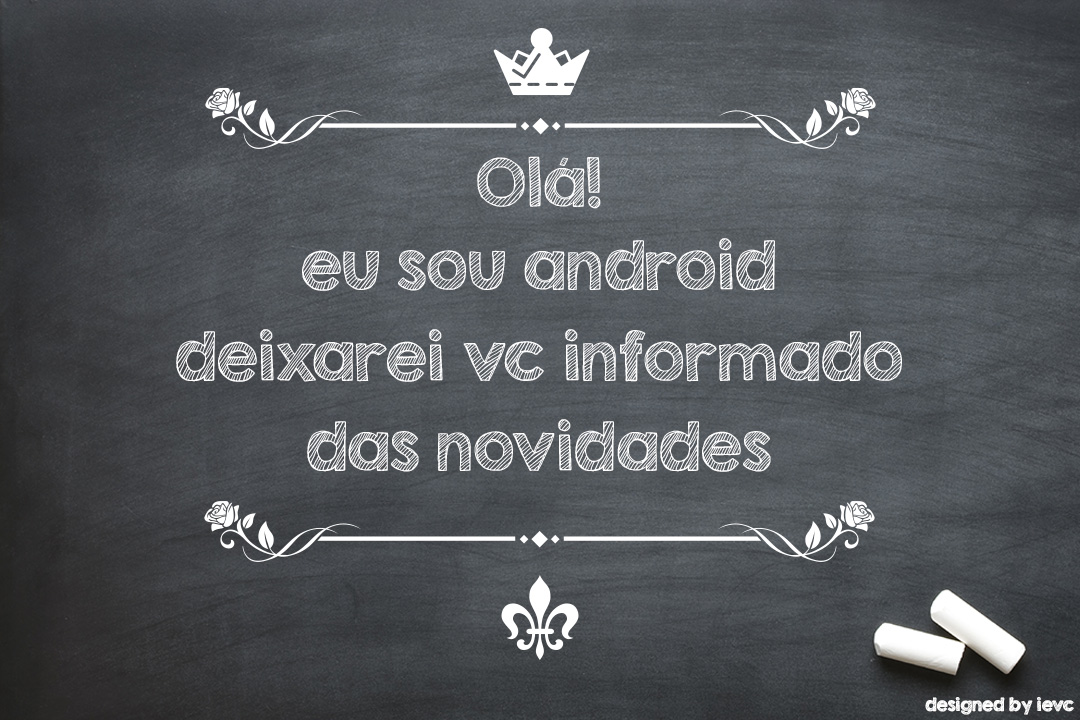 Olá!
eu sou android
deixarei vc informado
das novidades
designed by ievc